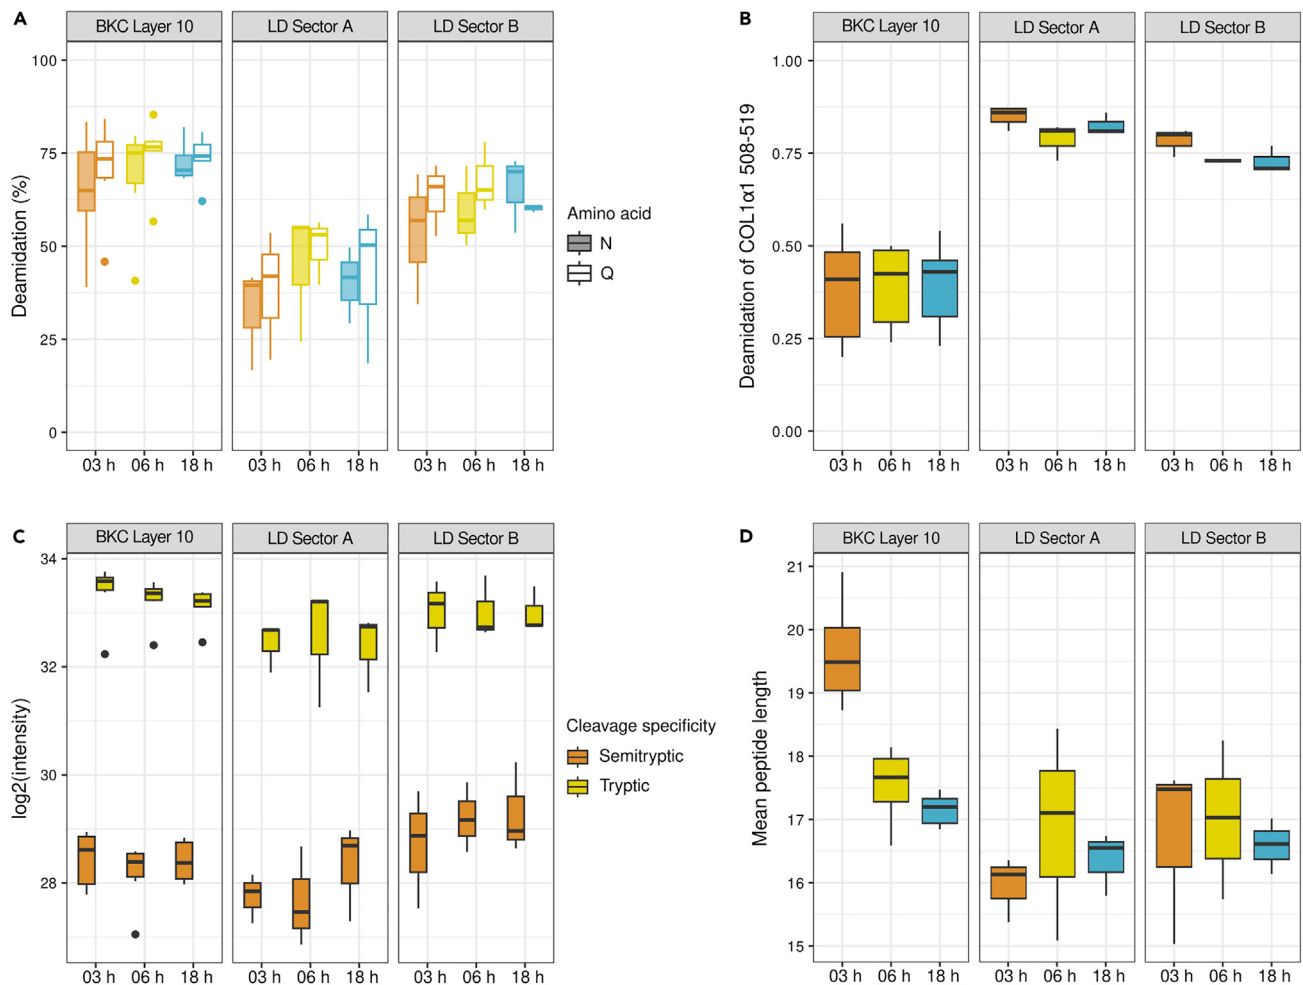 A
BKC Layer 10 LD Sector A LD Sector B
Deamidation (%)
100
75
50
25
0
03 h 06 h 18 h 03 h 06 h 18 h 03 h 06 h 18 h
Amino acid
N
Q
B
BKC Layer 10 LD Sector A LD Sector B
Deamidation of COL1α1 508-519
1.00
0.75
0.50
0.25
0.00
03 h 06 h 18 h 03 h 06 h 18 h 03 h 06 h 18 h
C
BKC Layer 10 LD Sector A LD Sector B
log2(intensity)
34
32
30
28
03 h 06 h 18 h 03 h 06 h 18 h 03 h 06 h 18 h
Cleavage specificity
Semitryptic
Tryptic
D
BKC Layer 10 LD Sector A LD Sector B
Mean peptide length
21
20
19
18
17
16
15
03 h 06 h 18 h 03 h 06 h 18 h 03 h 06 h 18 h